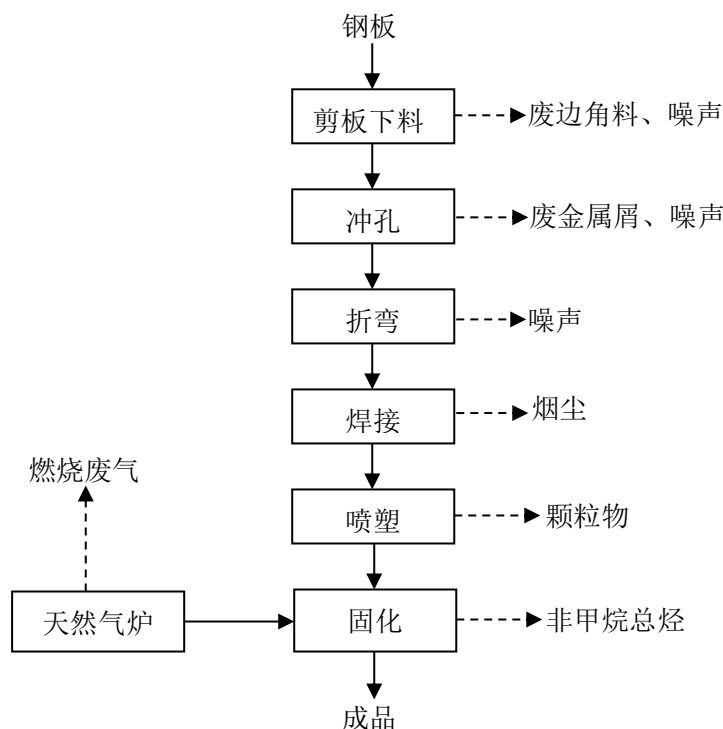 钢板
剪板下料
废边角料、噪声
冲孔
废金属屑、噪声
折弯
噪声
焊接
烟尘
燃烧废气
喷塑
颗粒物
天然气炉
固化
非甲烷总烃
成品